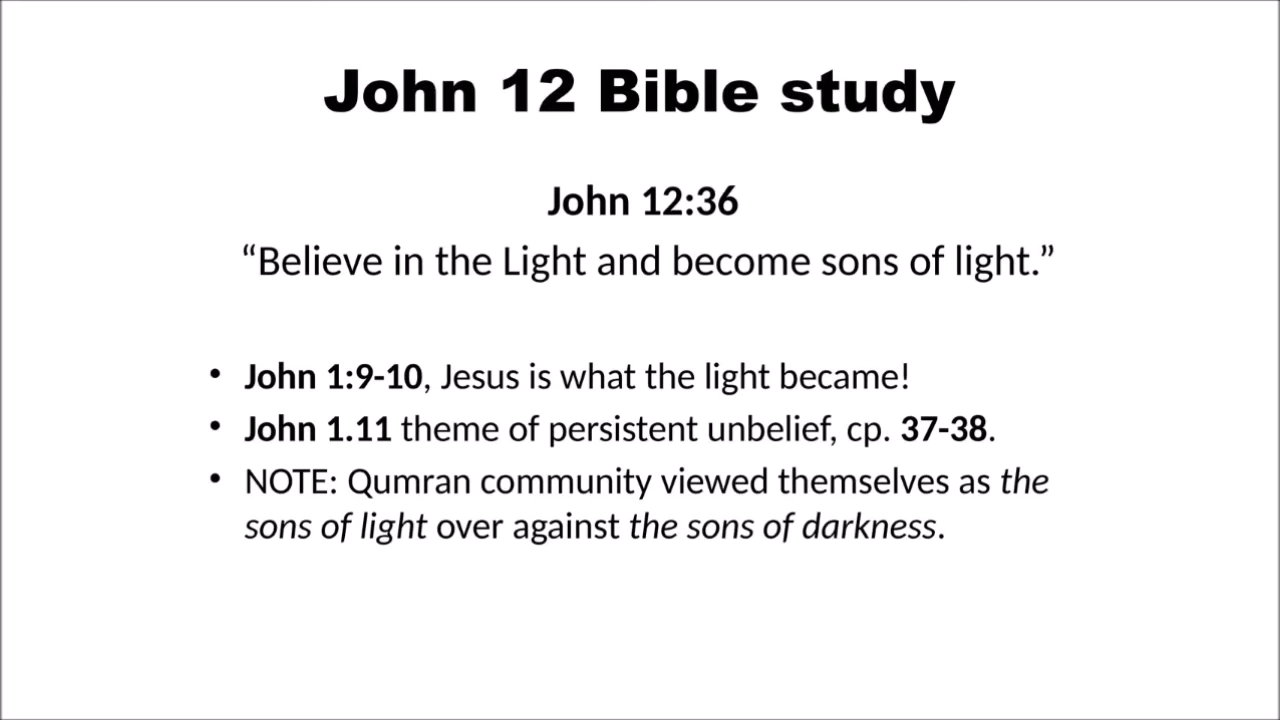 John 12 Bible study
John 12:36
“Believe in the Light and become sons of light.”
• John 1:9-10, Jesus is what the light became!
• John 1.11 theme of persistent unbelief, cp. 37-38.
• NOTE: Qumran community viewed themselves as the
sons of light over against the sons of darkness.